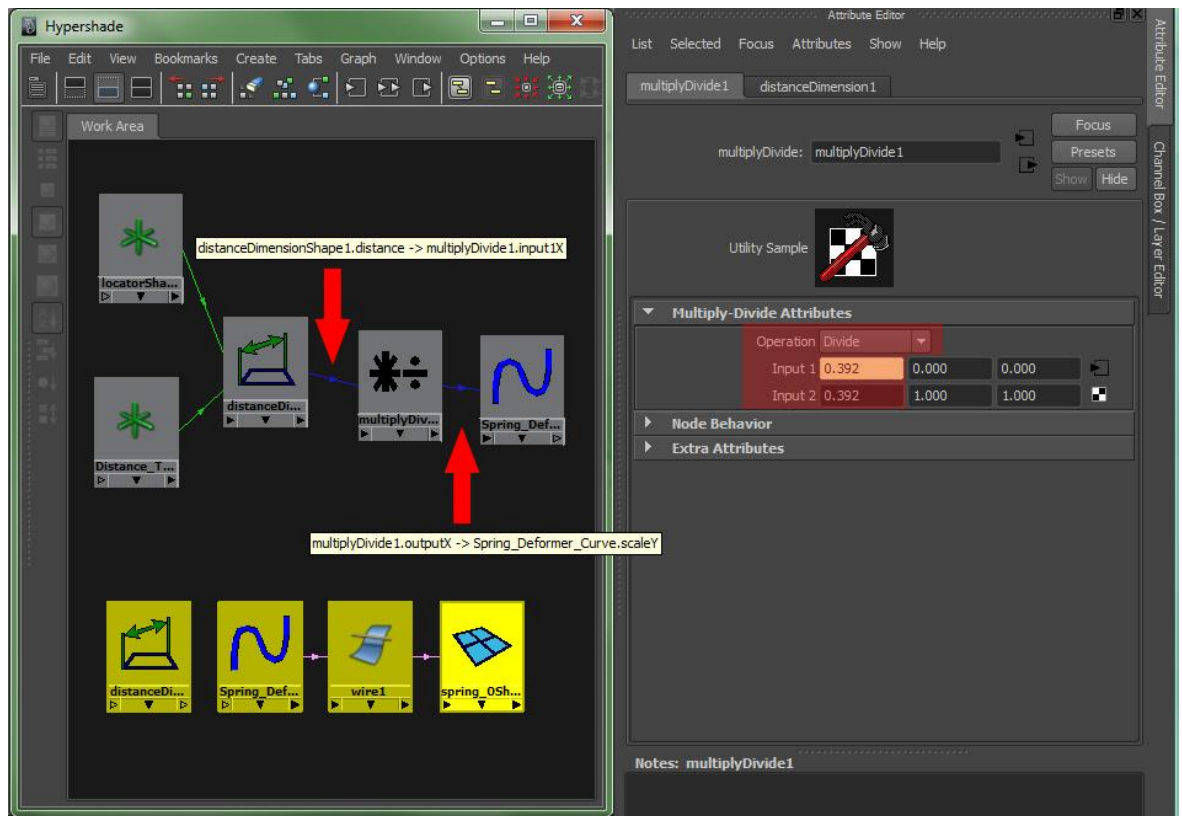 Hypershade
File Edit View Bookmarks Create Tabs Graph Window Options Help
Work Area
locatorSha...
distanceDimensionShape1.distance -> multiplyDivide1.input1X
distanceDi...
multiplyDiv...
Spring_Def...
Distance_T...
multiplyDivide1.outputX -> Spring_Deformer_Curve.scaleY
distanceDi...
Spring_Def...
wire1
spring_OSh...
Attribute Editor
List Selected Focus Attributes Show Help
multiplyDivide1 distanceDimension1
multiplyDivide: multiplyDivide1
Focus
Presets
Show Hide
Utility Sample
Multiply-Divide Attributes
Operation Divide
Input 1 0.392 0.000 0.000
Input 2 0.392 1.000 1.000
Node Behavior
Extra Attributes
Notes: multiplyDivide1
Attribute Editor
Channel Box / Layer Editor